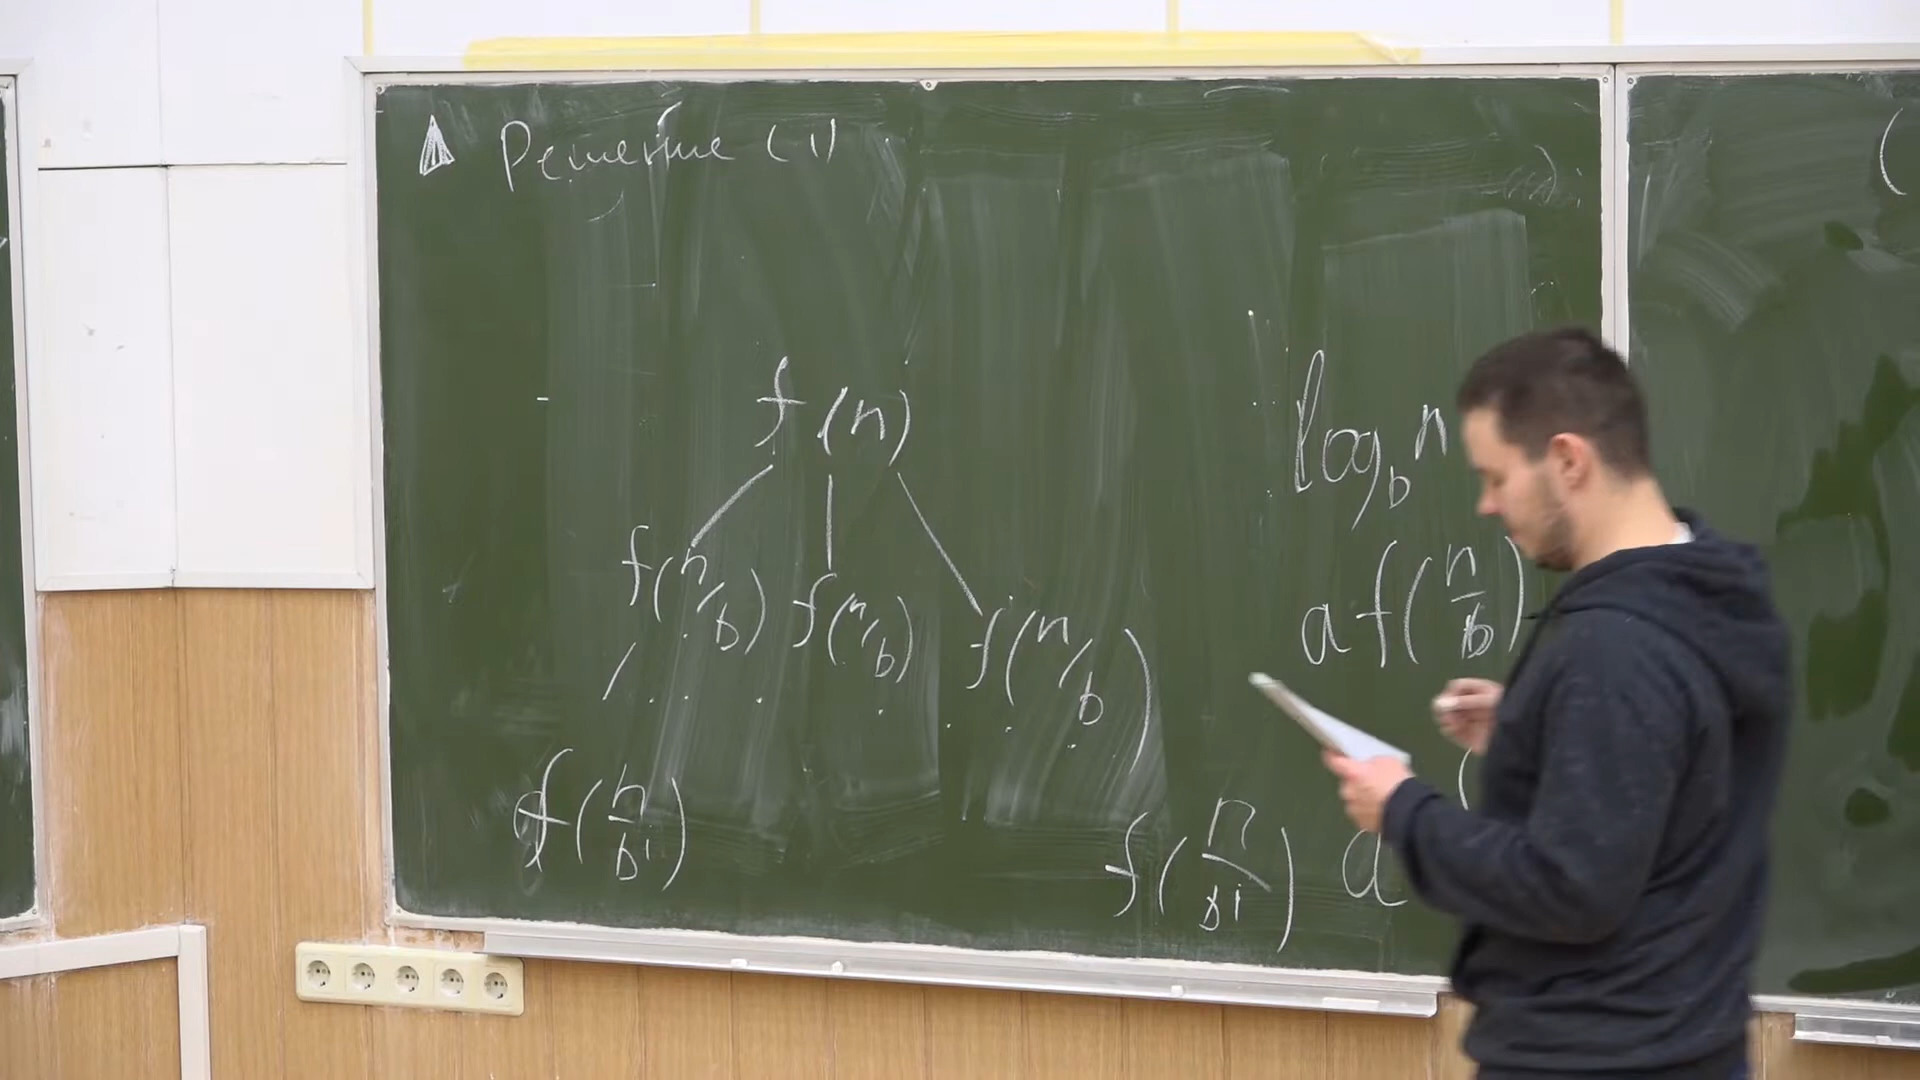 Решение (1)
f(n)
log_b n
f(n/b) f(n/b) f(n/b)
a f(n/b)
. . . . . . .
f(n/b^i) f(n/b^i) a